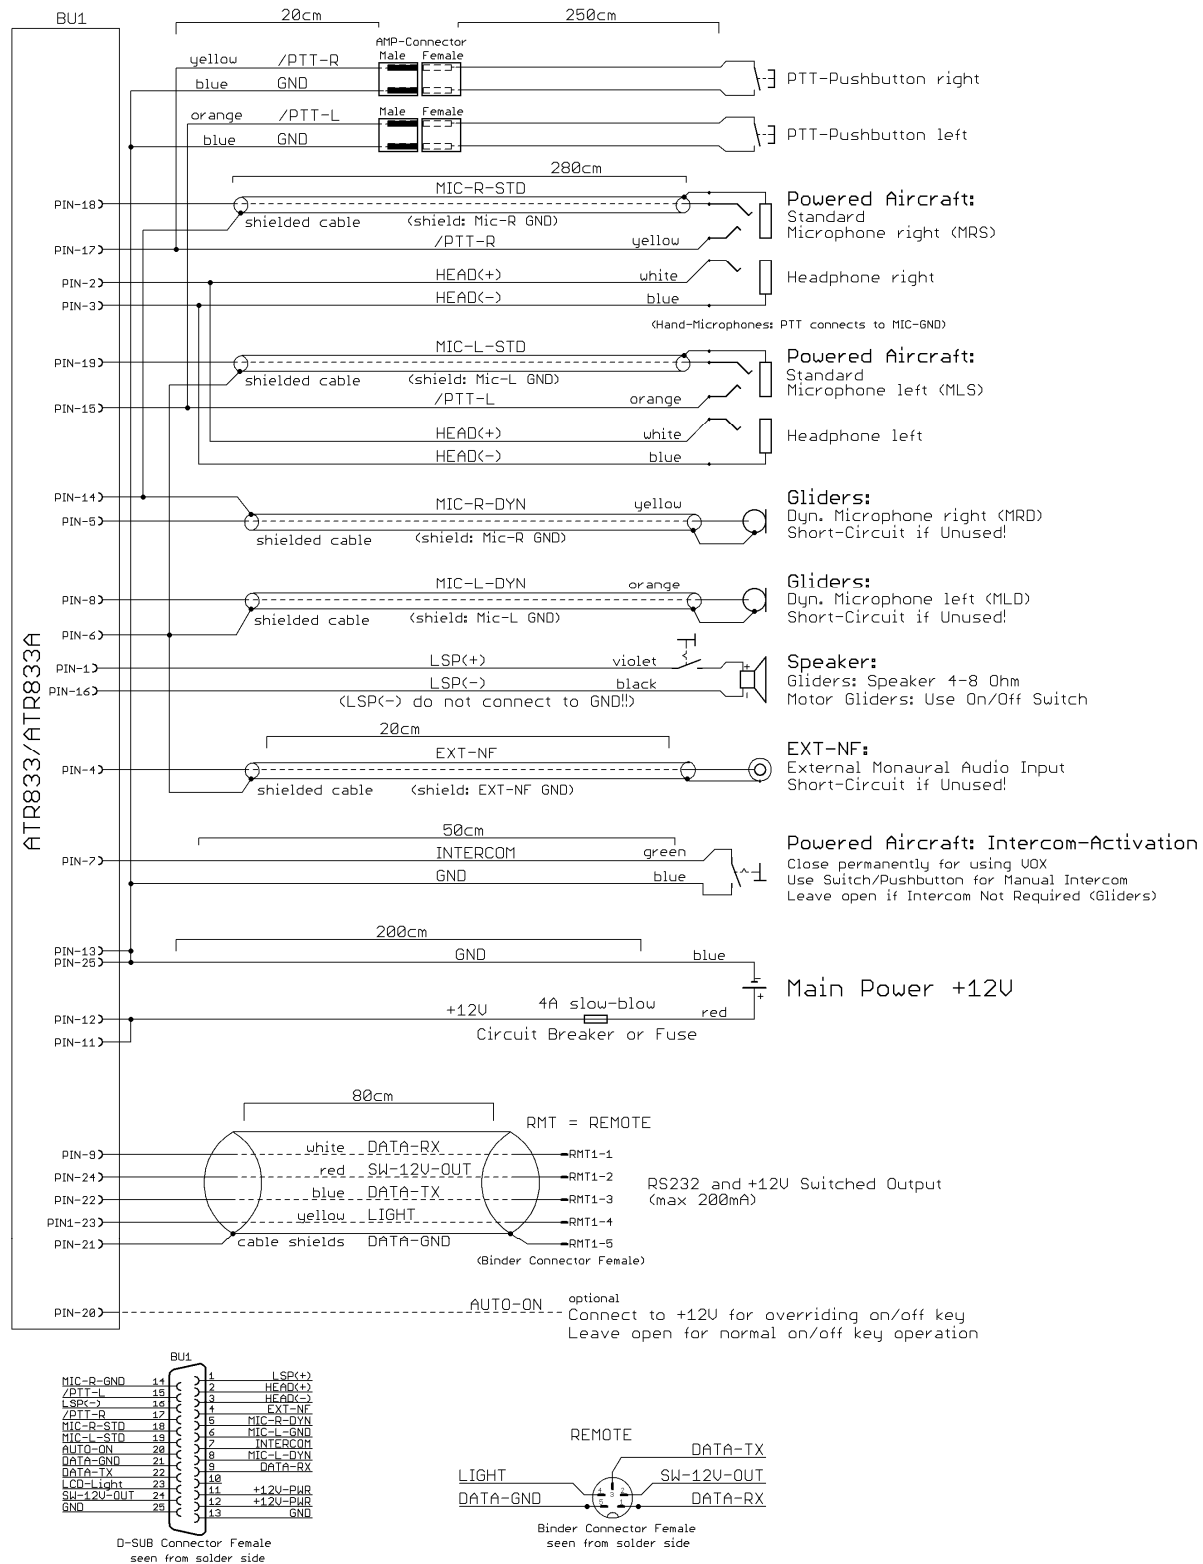 BU1
20cm
250cm
AMP-Connector
Male Female
yellow /PTT-R
blue GND
PTT-Pushbutton right
Male Female
orange /PTT-L
blue GND
PTT-Pushbutton left
280cm
PIN-18
MIC-R-STD
shielded cable (shield: Mic-R GND)
Powered Aircraft:
Standard
Microphone right (MRS)
PIN-17
/PTT-R yellow
PIN-2
HEAD(+) white
Headphone right
PIN-3
HEAD(-) blue
(Hand-Microphones: PTT connects to MIC-GND)
PIN-19
MIC-L-STD
shielded cable (shield: Mic-L GND)
Powered Aircraft:
Standard
Microphone left (MLS)
PIN-15
/PTT-L orange
HEAD(+) white
Headphone left
HEAD(-) blue
PIN-14
PIN-5
MIC-R-DYN yellow
shielded cable (shield: Mic-R GND)
Gliders:
Dyn. Microphone right (MRD)
Short-Circuit if Unused!
PIN-8
MIC-L-DYN orange
shielded cable (shield: Mic-L GND)
Gliders:
Dyn. Microphone left (MLD)
Short-Circuit if Unused!
PIN-6
PIN-1
LSP(+) violet
PIN-16
LSP(-) black
(LSP(-) do not connect to GND!!)
+
-
Speaker:
Gliders: Speaker 4-8 Ohm
Motor Gliders: Use On/Off Switch
ATR833/ATR833A
20cm
PIN-4
EXT-NF
shielded cable (shield: EXT-NF GND)
EXT-NF:
External Monaural Audio Input
Short-Circuit if Unused!
50cm
PIN-7
INTERCOM green
GND blue
Powered Aircraft: Intercom-Activation
Close permanently for using VOX
Use Switch/Pushbutton for Manual Intercom
Leave open if Intercom Not Required (Gliders)
200cm
PIN-13
PIN-25
GND blue
-
+
Main Power +12V
PIN-12
+12V 4A slow-blow red
Circuit Breaker or Fuse
PIN-11
80cm
RMT = REMOTE
PIN-9 white DATA-RX RMT1-1
PIN-24 red SW-12V-OUT RMT1-2
PIN-22 blue DATA-TX RMT1-3
PIN1-23 yellow LIGHT RMT1-4
PIN-21 cable shields DATA-GND RMT1-5
RS232 and +12V Switched Output
(max 200mA)
(Binder Connector Female)
PIN-20
AUTO-ON
optional
Connect to +12V for overriding on/off key
Leave open for normal on/off key operation
BU1
MIC-R-GND 14
/PTT-L 15
LSP(-) 16
/PTT-R 17
MIC-R-STD 18
MIC-L-STD 19
AUTO-ON 20
DATA-GND 21
DATA-TX 22
LCD-Light 23
SW-12V-OUT 24
GND 25
1 LSP(+)
2 HEAD(+)
3 HEAD(-)
4 EXT-NF
5 MIC-R-DYN
6 MIC-L-GND
7 INTERCOM
8 MIC-L-DYN
9 DATA-RX
10
11 +12V-PWR
12 +12V-PWR
13 GND
D-SUB Connector Female
seen from solder side
REMOTE
DATA-TX
LIGHT
SW-12V-OUT
DATA-GND
DATA-RX
4 3 2
5 1
Binder Connector Female
seen from solder side